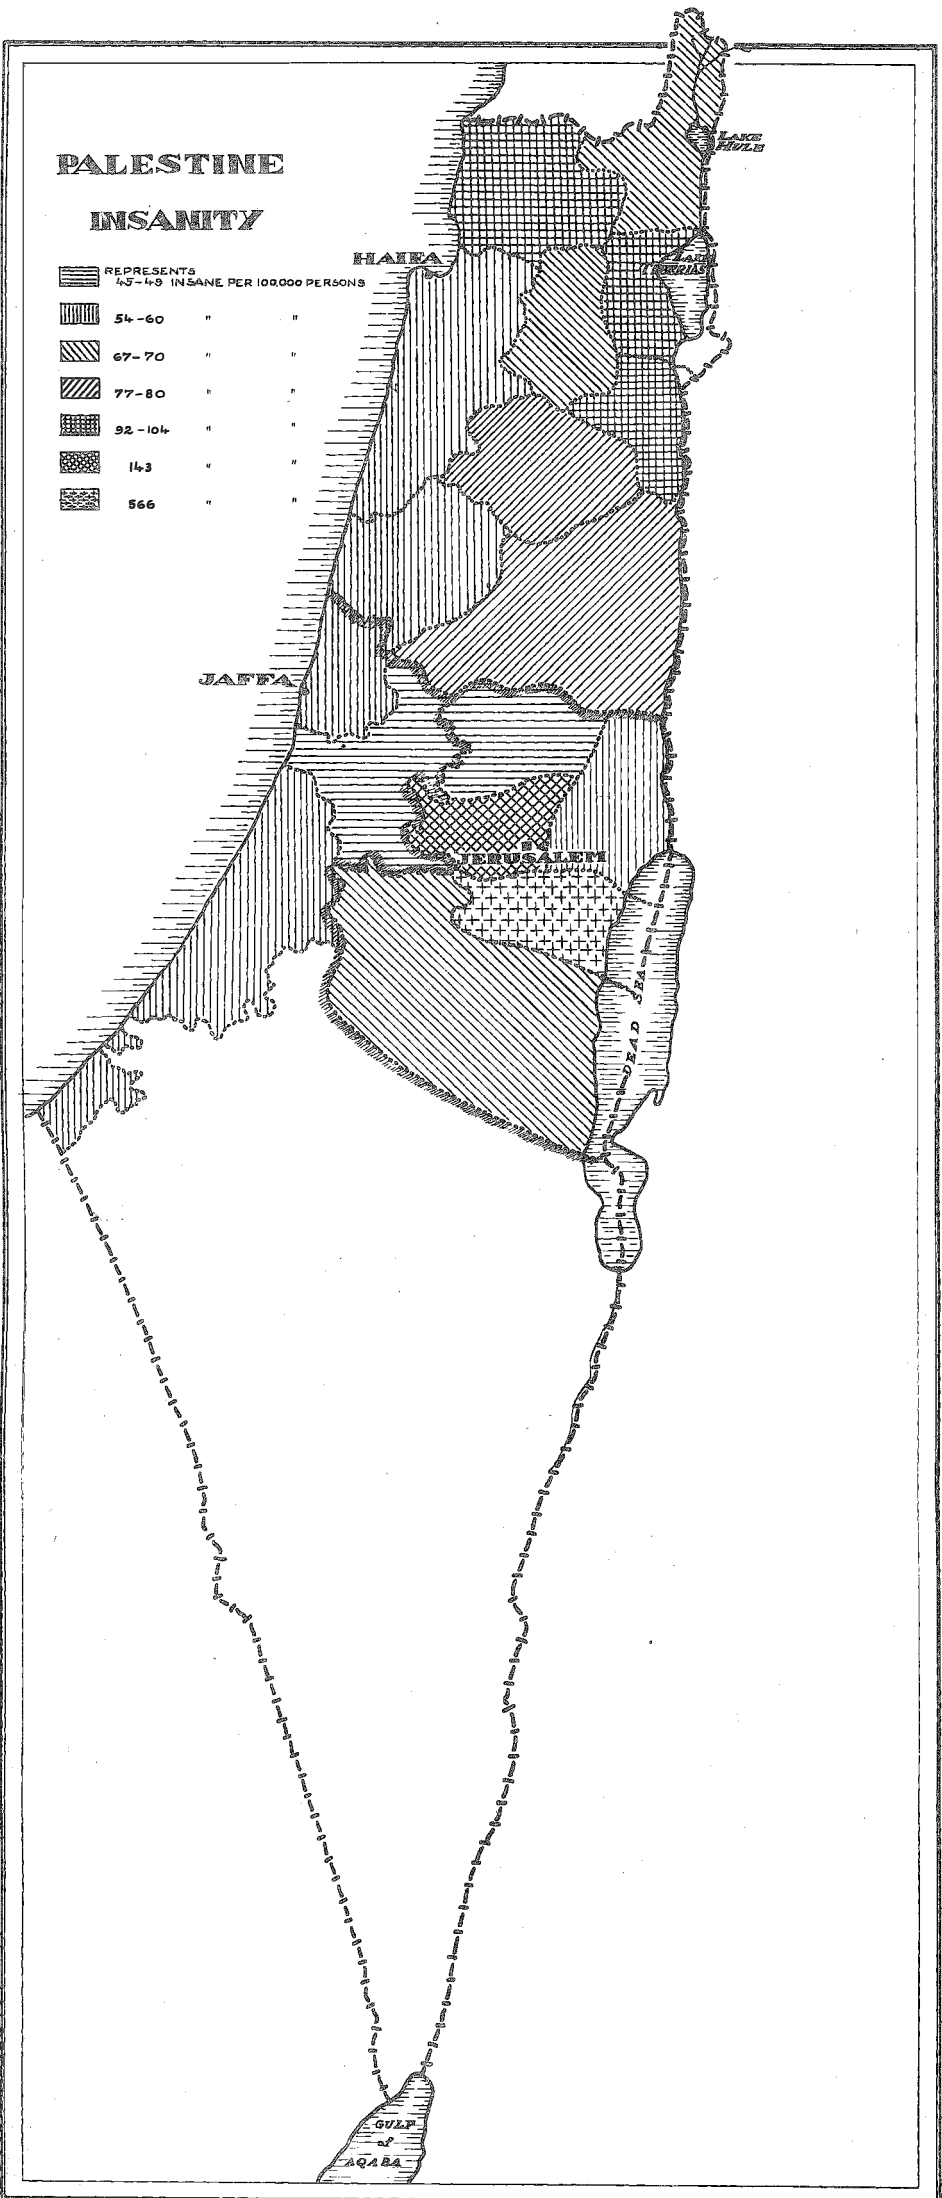 PALESTINE
INSANITY
REPRESENTS
45-49 INSANE PER 100,000 PERSONS
54-60 " "
67-70 " "
77-80 " "
92-104 " "
143 " "
566 " "
LAKE
HULE
HAIFA
LAKE
TIBERIAS
JAFFA
JERUSALEM
DEAD SEA
GULF
of
AQABA